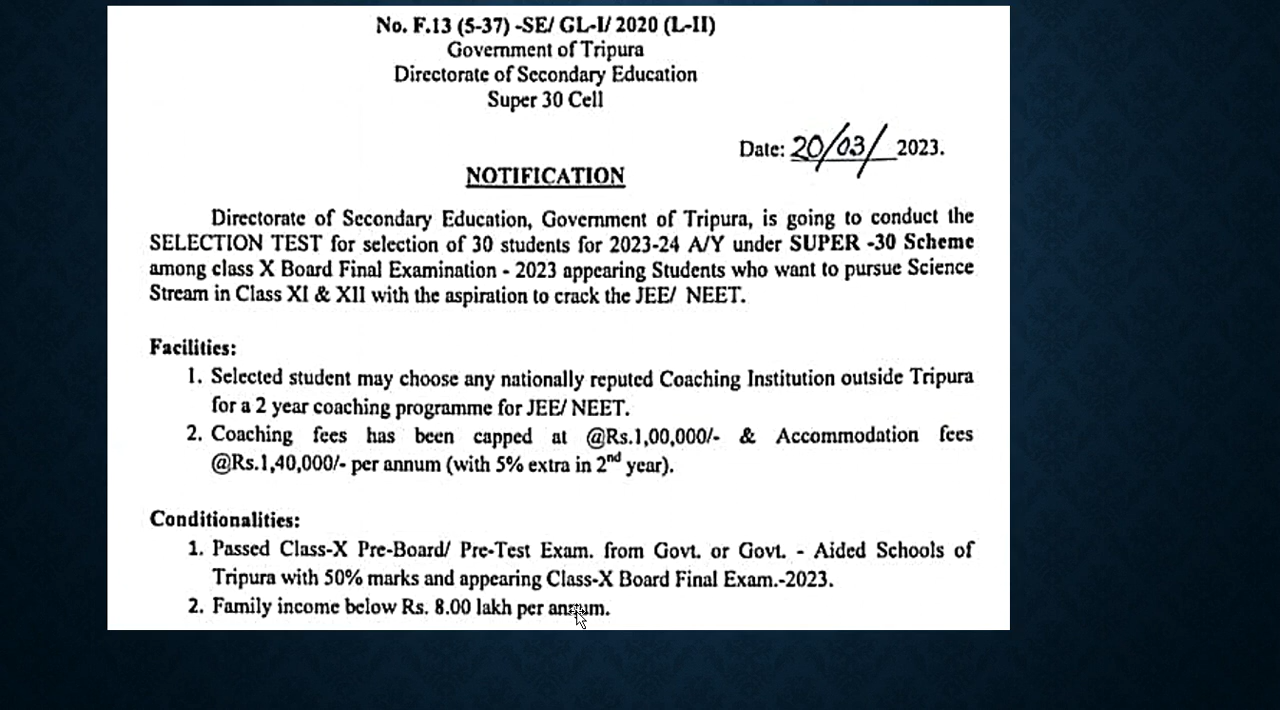 No. F.13 (5-37) -SE/ GL-I/ 2020 (L-II)
Government of Tripura
Directorate of Secondary Education
Super 30 Cell
Date: 20/03/ 2023.
NOTIFICATION
Directorate of Secondary Education, Government of Tripura, is going to conduct the
SELECTION TEST for selection of 30 students for 2023-24 A/Y under SUPER -30 Scheme
among class X Board Final Examination - 2023 appearing Students who want to pursue Science
Stream in Class XI & XII with the aspiration to crack the JEE/ NEET.
Facilities:
1. Selected student may choose any nationally reputed Coaching Institution outside Tripura
for a 2 year coaching programme for JEE/ NEET.
2. Coaching fees has been capped at @Rs.1,00,000/- & Accommodation fees
@Rs.1,40,000/- per annum (with 5% extra in 2nd year).
Conditionalities:
1. Passed Class-X Pre-Board/ Pre-Test Exam. from Govt. or Govt. - Aided Schools of
Tripura with 50% marks and appearing Class-X Board Final Exam.-2023.
2. Family income below Rs. 8.00 lakh per annum.